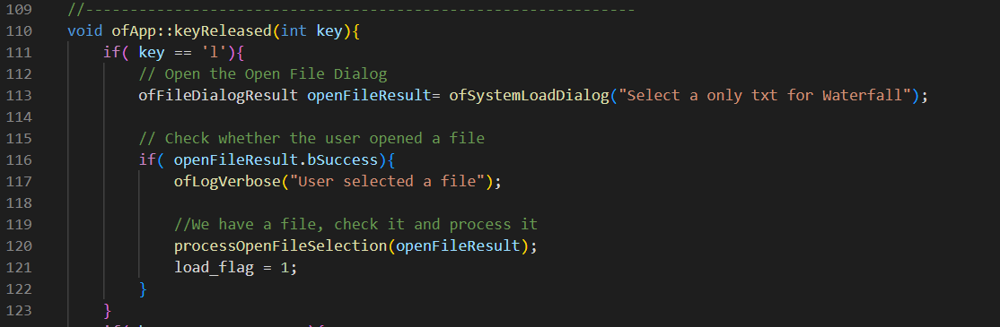 109 //--------------------------------------------------------------
110 void ofApp::keyReleased(int key){
111 if( key == 'l'){
112 // Open the Open File Dialog
113 ofFileDialogResult openFileResult= ofSystemLoadDialog("Select a only txt for Waterfall");
114
115 // Check whether the user opened a file
116 if( openFileResult.bSuccess){
117 ofLogVerbose("User selected a file");
118
119 //We have a file, check it and process it
120 processOpenFileSelection(openFileResult);
121 load_flag = 1;
122 }
123 }